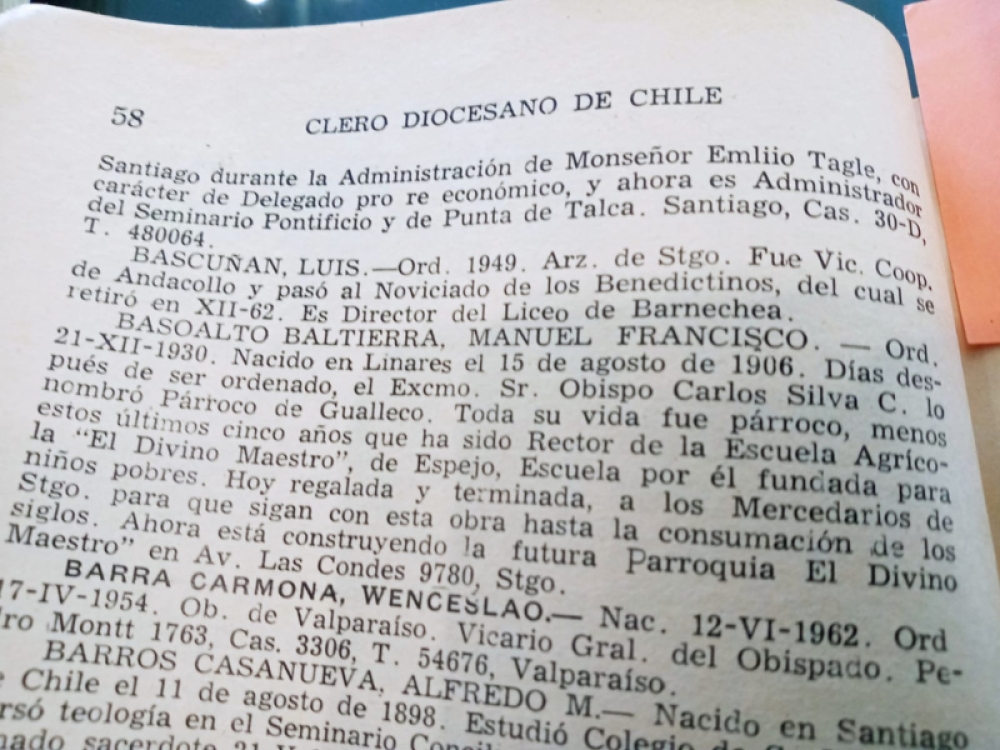 58
CLERO DIOCESANO DE CHILE
Santiago durante la Administración de Monseñor Emliio Tagle, con
carácter de Delegado pro re económico, y ahora es Administrador
del Seminario Pontificio y de Punta de Talca. Santiago, Cas. 30-D,
T. 480064.
BASCUÑAN, LUIS.—Ord. 1949. Arz. de Stgo. Fue Vic. Coop.
de Andacollo y pasó al Noviciado de los Benedictinos, del cual se
retiró en XII-62. Es Director del Liceo de Barnechea.
BASOALTO BALTIERRA, MANUEL FRANCISCO. — Ord.
21-XII-1930. Nacido en Linares el 15 de agosto de 1906. Días des-
pués de ser ordenado, el Excmo. Sr. Obispo Carlos Silva C. lo
nombró Párroco de Gualleco. Toda su vida fue párroco, menos
estos últimos cinco años que ha sido Rector de la Escuela Agríco-
la "El Divino Maestro", de Espejo, Escuela por él fundada para
niños pobres. Hoy regalada y terminada, a los Mercedarios de
Stgo. para que sigan con esta obra hasta la consumación de los
siglos. Ahora está construyendo la futura Parroquia El Divino
Maestro" en Av. Las Condes 9780, Stgo.
BARRA CARMONA, WENCESLAO.— Nac. 12-VI-1962. Ord
17-IV-1954. Ob. de Valparaíso. Vicario Gral. del Obispado. Pe-
ro Montt 1763, Cas. 3306, T. 54676, Valparaíso.
BARROS CASANUEVA, ALFREDO M.— Nacido en Santiago
Chile el 11 de agosto de 1898. Estudió Colegio de
rsó teología en el Seminario
nado sacerdote 21